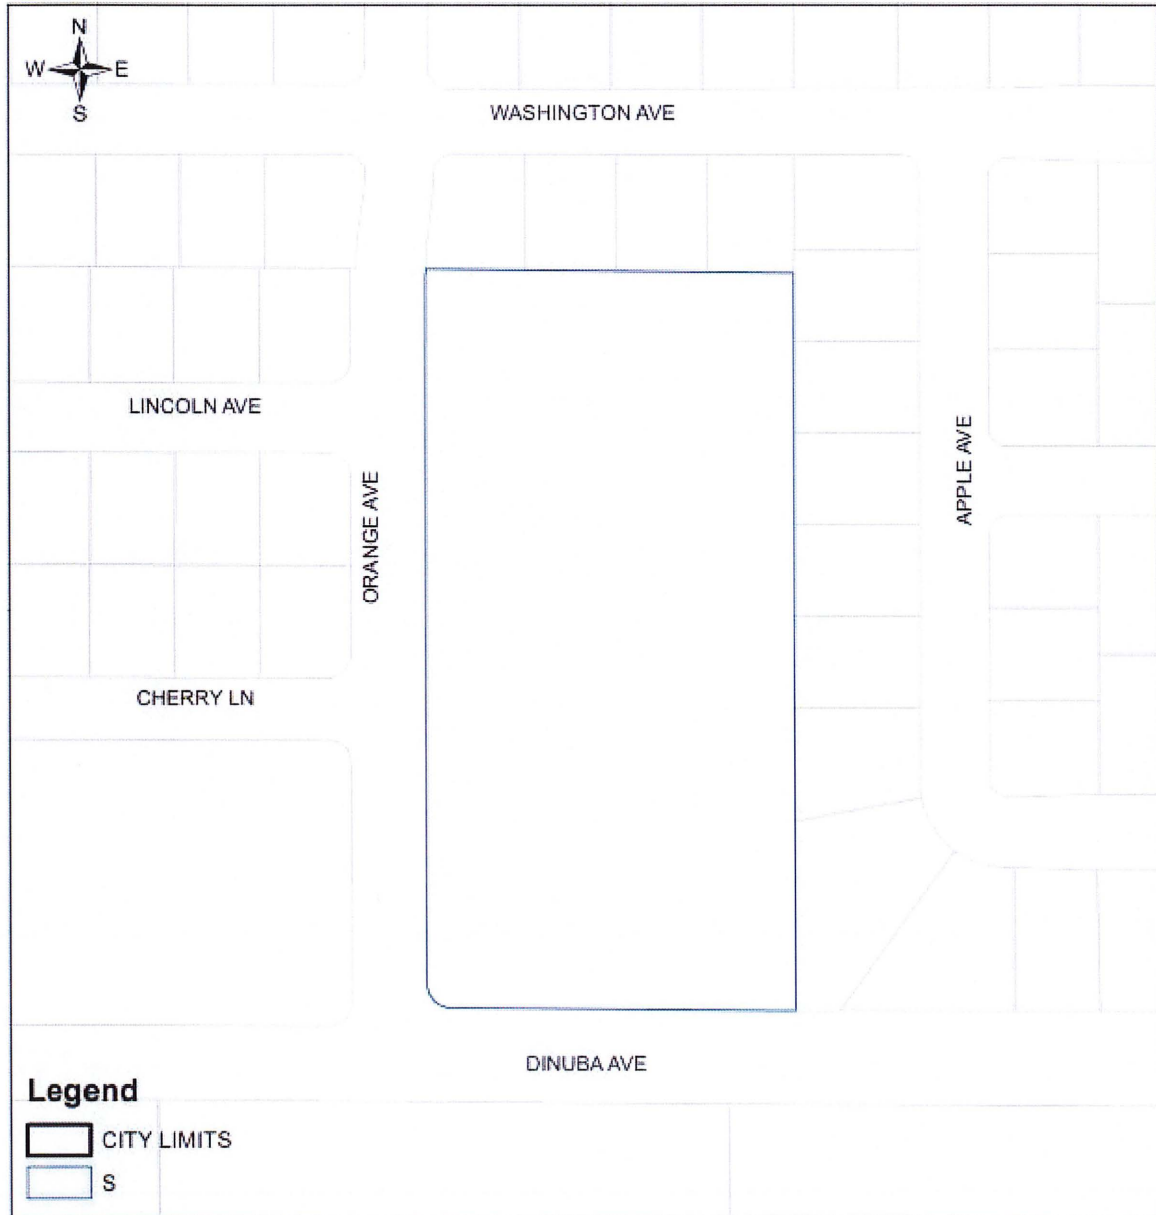 N
W E
S
WASHINGTON AVE
LINCOLN AVE
ORANGE AVE
APPLE AVE
CHERRY LN
DINUBA AVE
Legend
CITY LIMITS
S